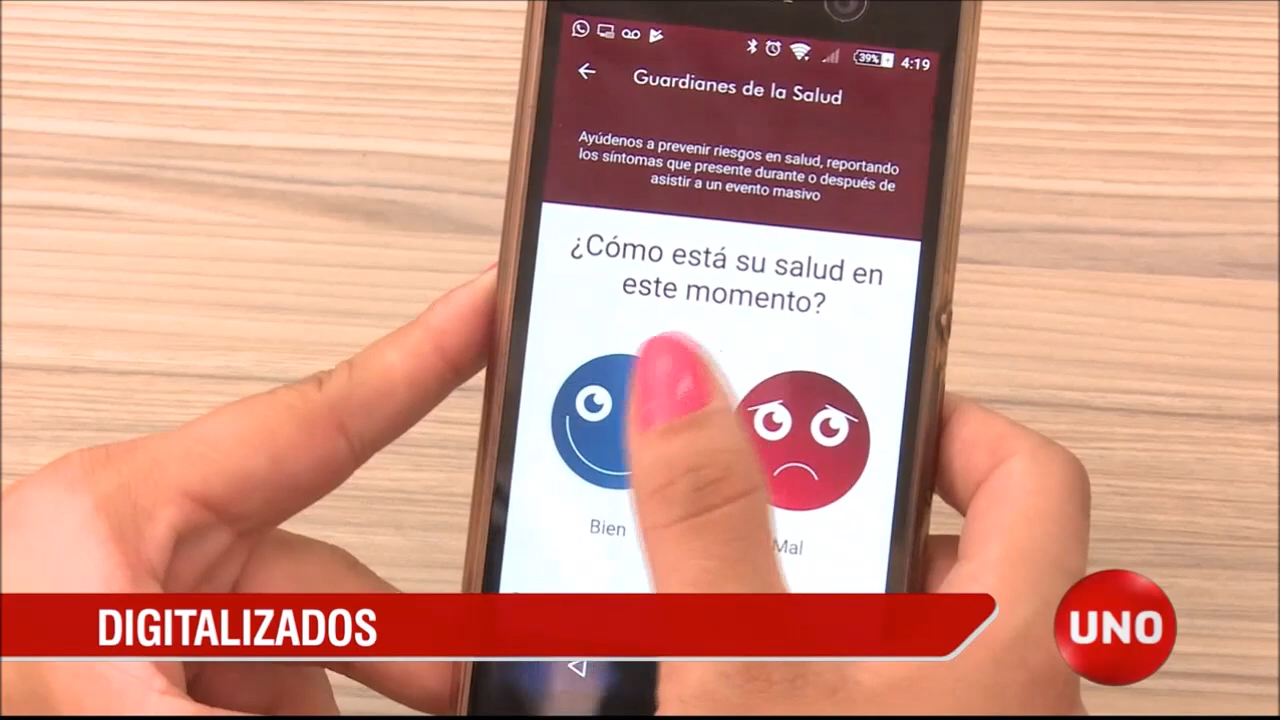 39%
4:19
Guardianes de la Salud
Ayúdenos a prevenir riesgos en salud, reportando
los síntomas que presente durante o después de
asistir a un evento masivo
¿Cómo está su salud en
este momento?
Bien
Mal
DIGITALIZADOS
UNO